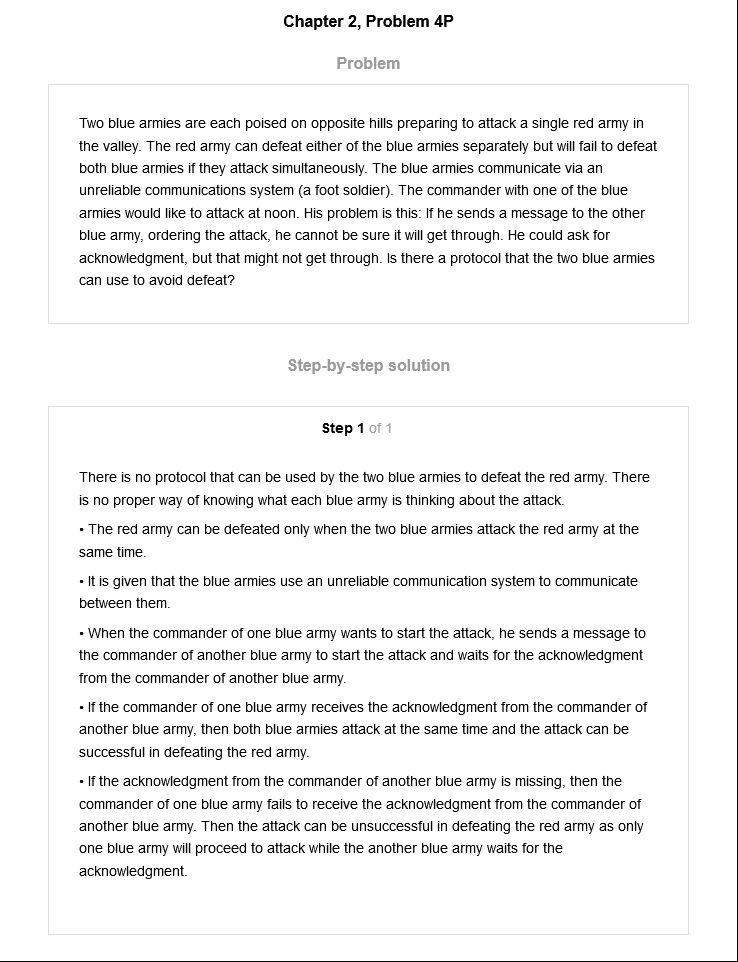 Chapter 2, Problem 4P
Problem
Two blue armies are each poised on opposite hills preparing to attack a single red army in
the valley. The red army can defeat either of the blue armies separately but will fail to defeat
both blue armies if they attack simultaneously. The blue armies communicate via an
unreliable communications system (a foot soldier). The commander with one of the blue
armies would like to attack at noon. His problem is this: If he sends a message to the other
blue army, ordering the attack, he cannot be sure it will get through. He could ask for
acknowledgment, but that might not get through. Is there a protocol that the two blue armies
can use to avoid defeat?
Step-by-step solution
Step 1 of 1
There is no protocol that can be used by the two blue armies to defeat the red army. There
is no proper way of knowing what each blue army is thinking about the attack.
• The red army can be defeated only when the two blue armies attack the red army at the
same time.
• It is given that the blue armies use an unreliable communication system to communicate
between them.
• When the commander of one blue army wants to start the attack, he sends a message to
the commander of another blue army to start the attack and waits for the acknowledgment
from the commander of another blue army.
• If the commander of one blue army receives the acknowledgment from the commander of
another blue army, then both blue armies attack at the same time and the attack can be
successful in defeating the red army.
• If the acknowledgment from the commander of another blue army is missing, then the
commander of one blue army fails to receive the acknowledgment from the commander of
another blue army. Then the attack can be unsuccessful in defeating the red army as only
one blue army will proceed to attack while the another blue army waits for the
acknowledgment.